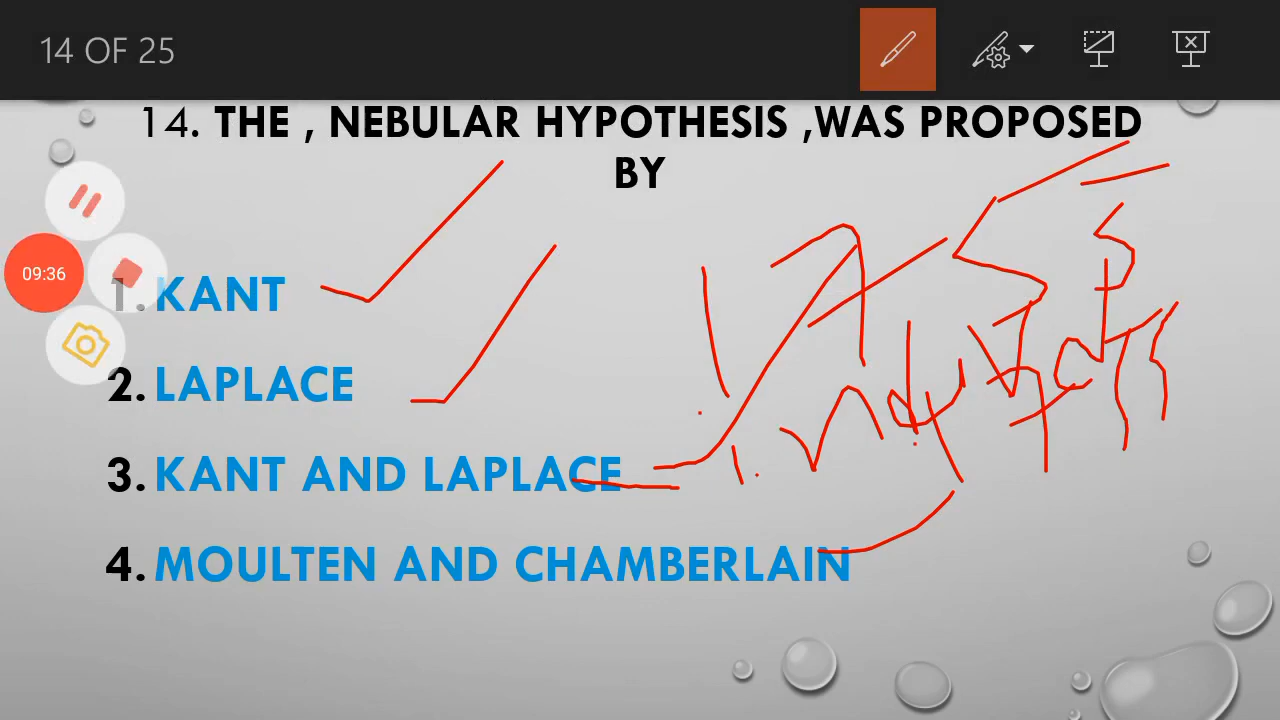 14 OF 25
14. THE , NEBULAR HYPOTHESIS ,WAS PROPOSED
BY
09:36
1. KANT
2. LAPLACE
3. KANT AND LAPLACE
4. MOULTEN AND CHAMBERLAIN